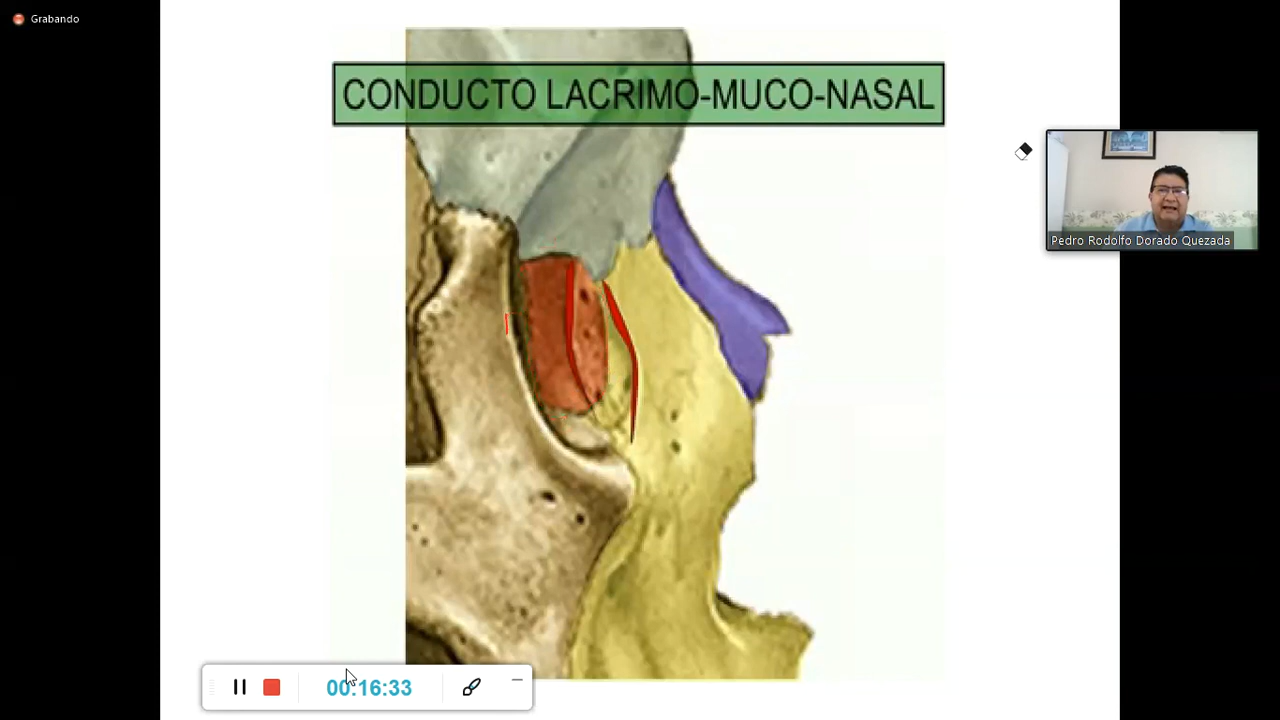 Grabando
CONDUCTO LACRIMO-MUCO-NASAL
Pedro Rodolfo Dorado Quezada
00:16:33